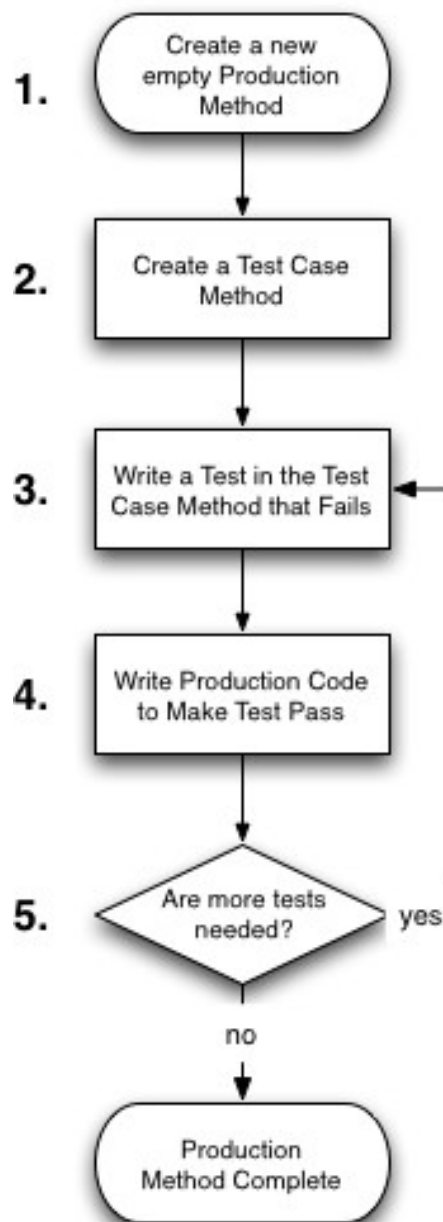 1.
Create a new
empty Production
Method
2.
Create a Test Case
Method
3.
Write a Test in the Test
Case Method that Fails
4.
Write Production Code
to Make Test Pass
5.
Are more tests
needed?
yes
no
Production
Method Complete